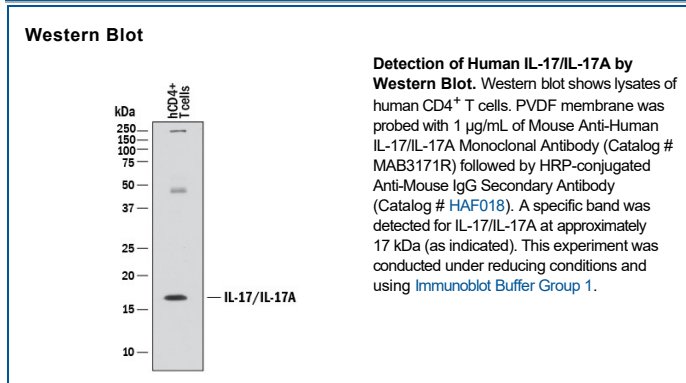 Western Blot
kDa
hCD4+
T cells
250
150
100
75
50
37
25
20
15
10
IL-17/IL-17A
Detection of Human IL-17/IL-17A by
Western Blot. Western blot shows lysates of
human CD4+ T cells. PVDF membrane was
probed with 1 µg/mL of Mouse Anti-Human
IL-17/IL-17A Monoclonal Antibody (Catalog #
MAB3171R) followed by HRP-conjugated
Anti-Mouse IgG Secondary Antibody
(Catalog # HAF018). A specific band was
detected for IL-17/IL-17A at approximately
17 kDa (as indicated). This experiment was
conducted under reducing conditions and
using Immunoblot Buffer Group 1.